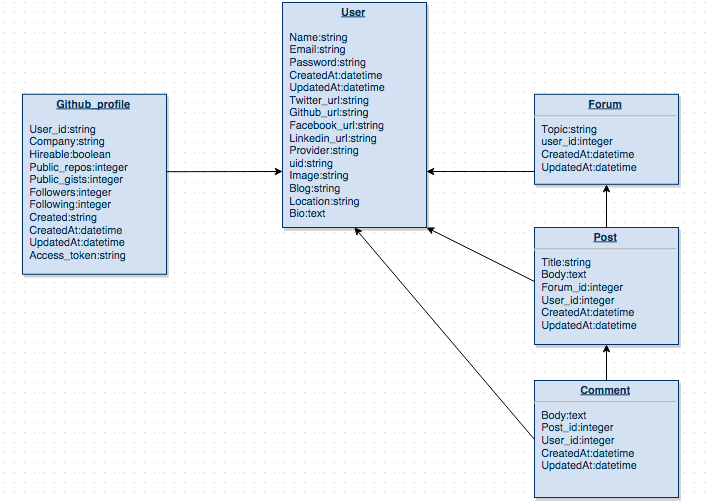 User
Name:string
Email:string
Password:string
CreatedAt:datetime
UpdatedAt:datetime
Twitter_url:string
Github_url:string
Facebook_url:string
Linkedin_url:string
Provider:string
uid:string
Image:string
Blog:string
Location:string
Bio:text
Github_profile
User_id:string
Company:string
Hireable:boolean
Public_repos:integer
Public_gists:integer
Followers:integer
Following:integer
Created:string
CreatedAt:datetime
UpdatedAt:datetime
Access_token:string
Forum
Topic:string
user_id:integer
CreatedAt:datetime
UpdatedAt:datetime
Post
Title:string
Body:text
Forum_id:integer
User_id:integer
CreatedAt:datetime
UpdatedAt:datetime
Comment
Body:text
Post_id:integer
User_id:integer
CreatedAt:datetime
UpdatedAt:datetime